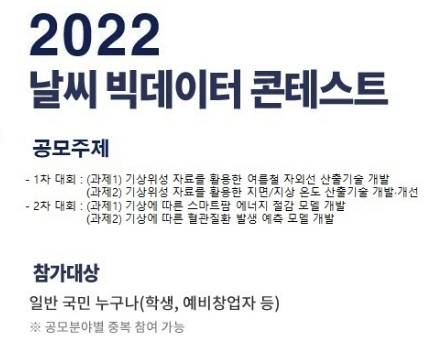 2022
날씨 빅데이터 콘테스트
공모주제
- 1차 대회 : (과제1) 기상위성 자료를 활용한 여름철 자외선 산출기술 개발
(과제2) 기상위성 자료를 활용한 지면/지상 온도 산출기술 개발·개선
- 2차 대회 : (과제1) 기상에 따른 스마트팜 에너지 절감 모델 개발
(과제2) 기상에 따른 혈관질환 발생 예측 모델 개발
참가대상
일반 국민 누구나(학생, 예비창업자 등)
※ 공모분야별 중복 참여 가능